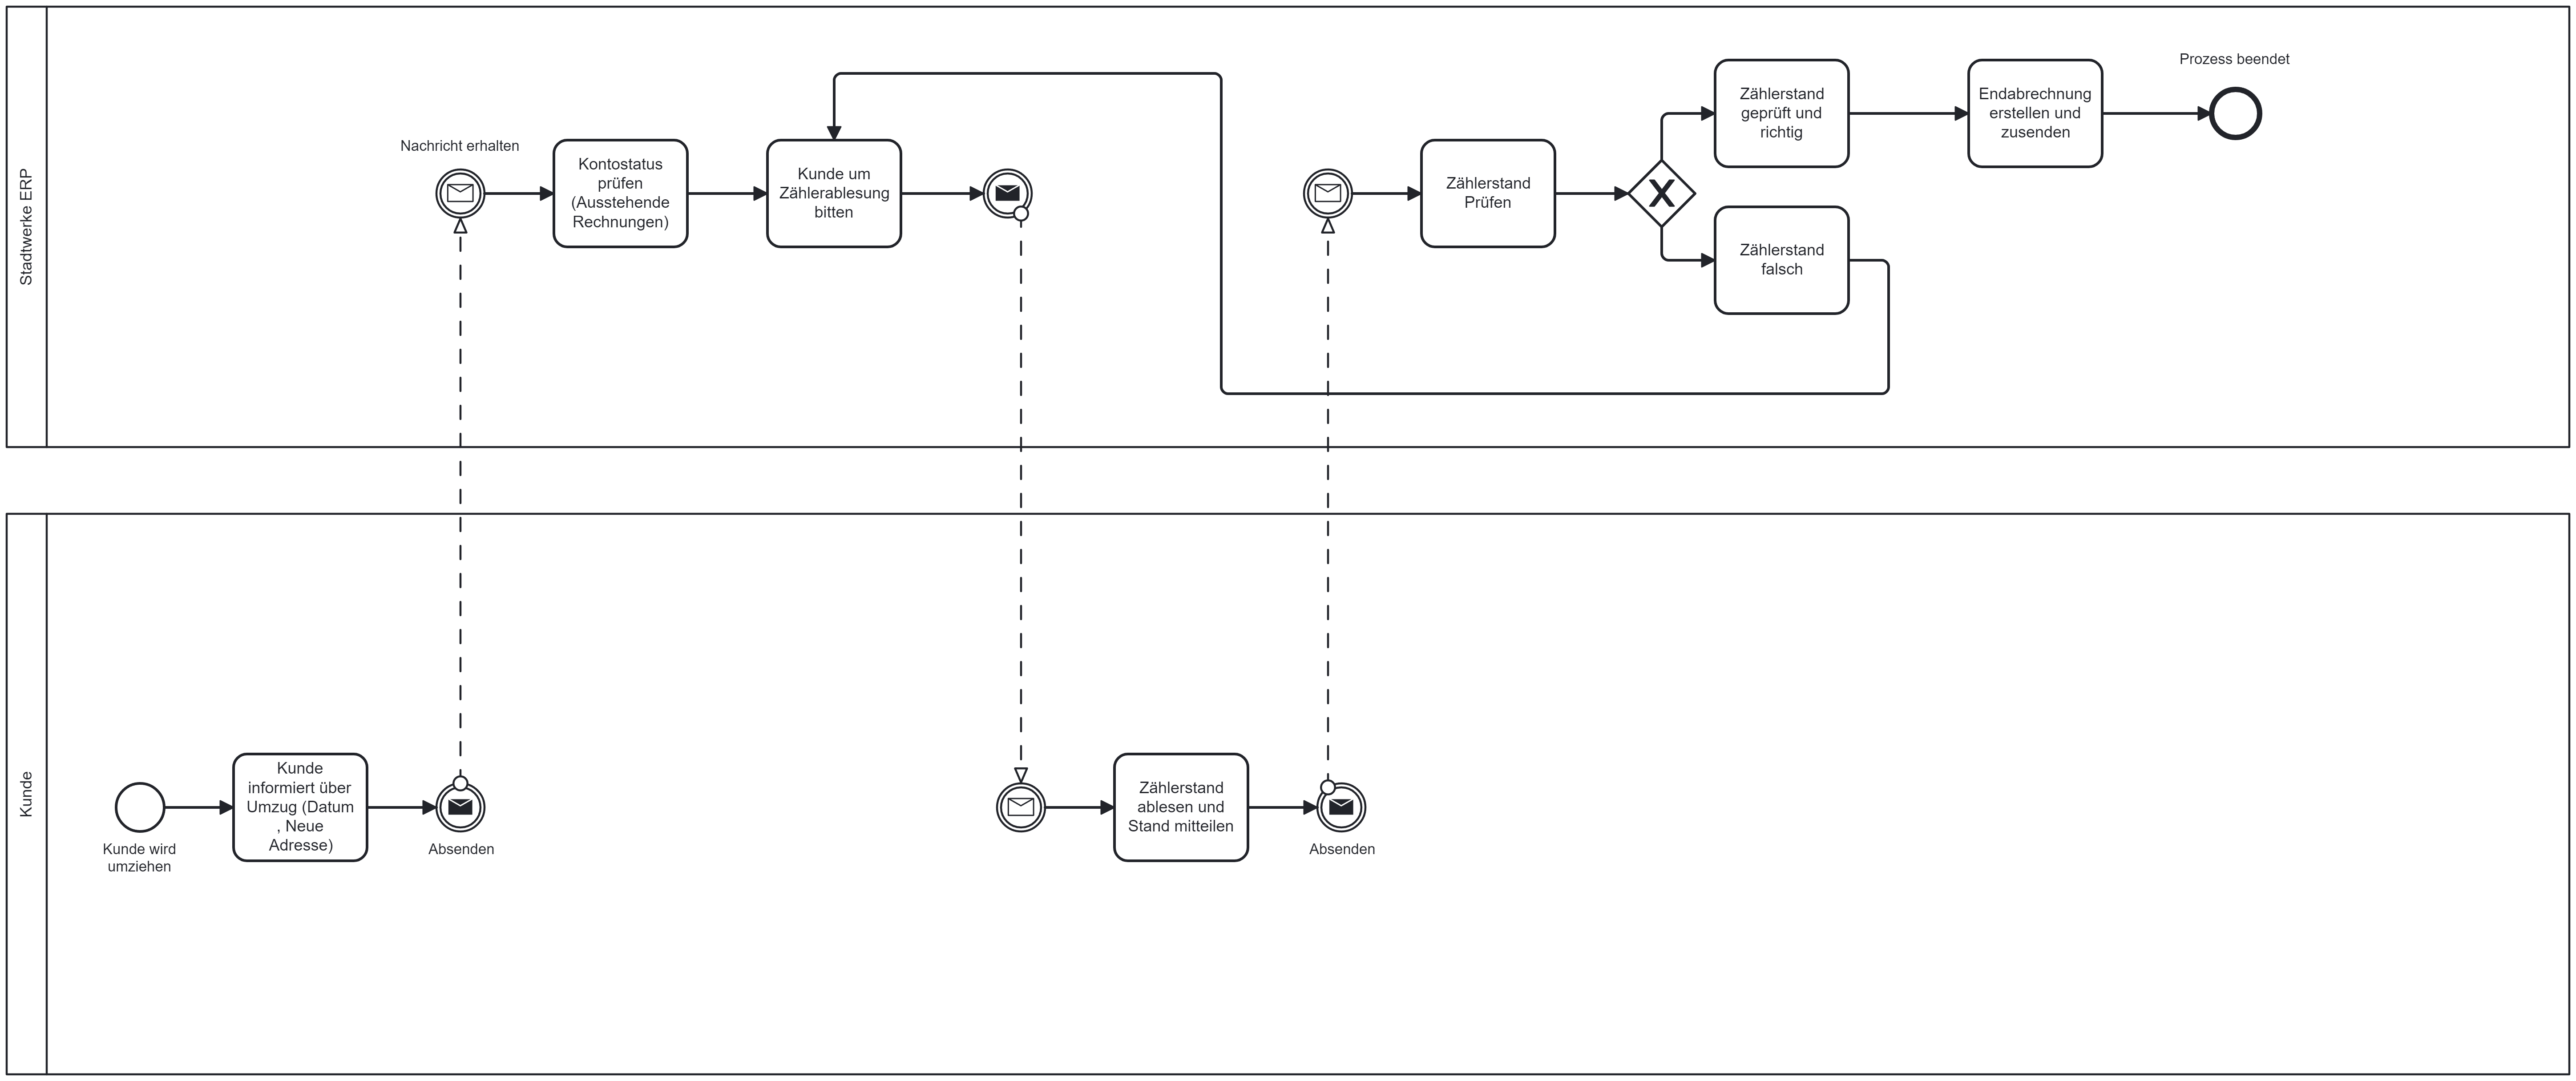 Stadtwerke ERP
Nachricht erhalten
Kontostatus
prüfen
(Ausstehende
Rechnungen)
Kunde um
Zählerablesung
bitten
Zählerstand
Prüfen
Zählerstand
geprüft und
richtig
Zählerstand
falsch
Endabrechnung
erstellen und
zusenden
Prozess beendet
Kunde
Kunde wird
umziehen
Kunde
informiert über
Umzug (Datum
, Neue
Adresse)
Absenden
Zählerstand
ablesen und
Stand mitteilen
Absenden